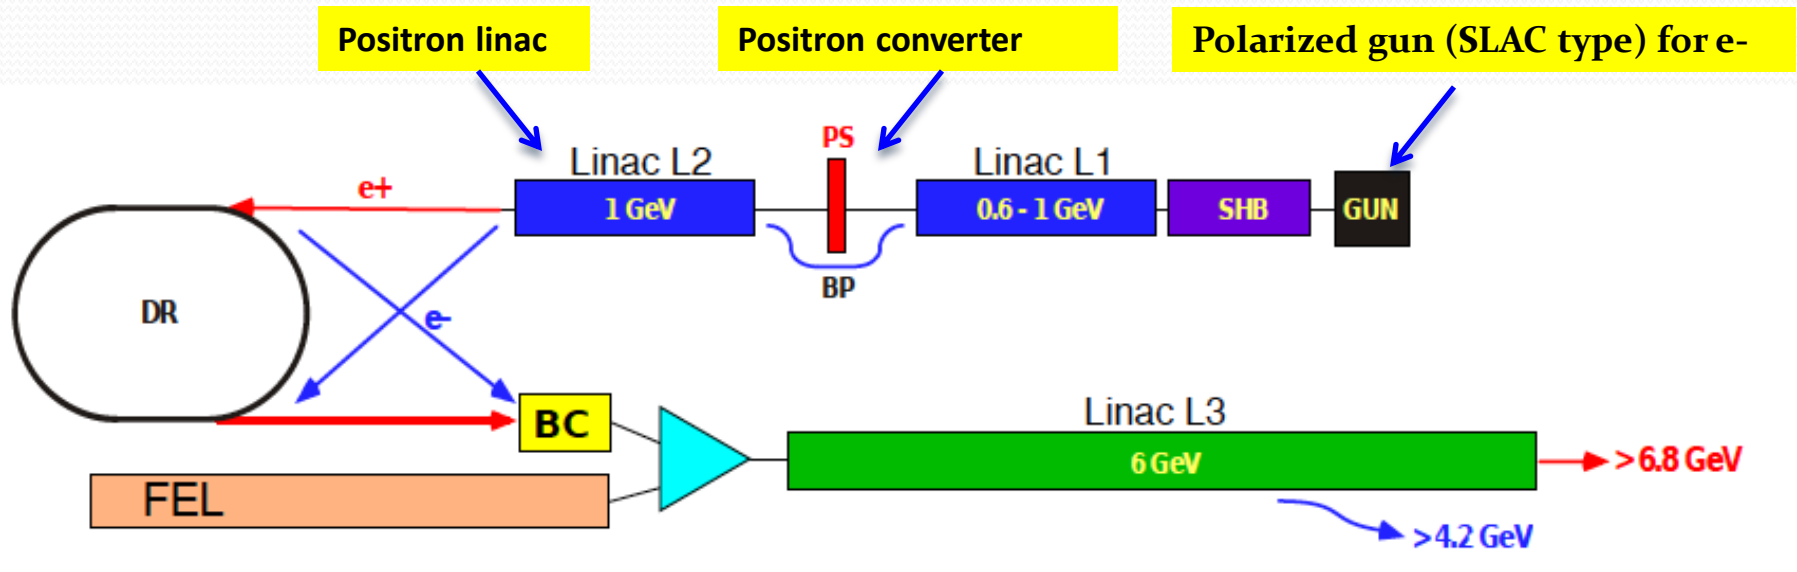 Positron linac
Positron converter
Polarized gun (SLAC type) for e-
PS
Linac L2
Linac L1
e+
1 GeV
0.6 - 1 GeV
SHB
GUN
BP
DR
e-
BC
Linac L3
6 GeV
>6.8 GeV
FEL
>4.2 GeV